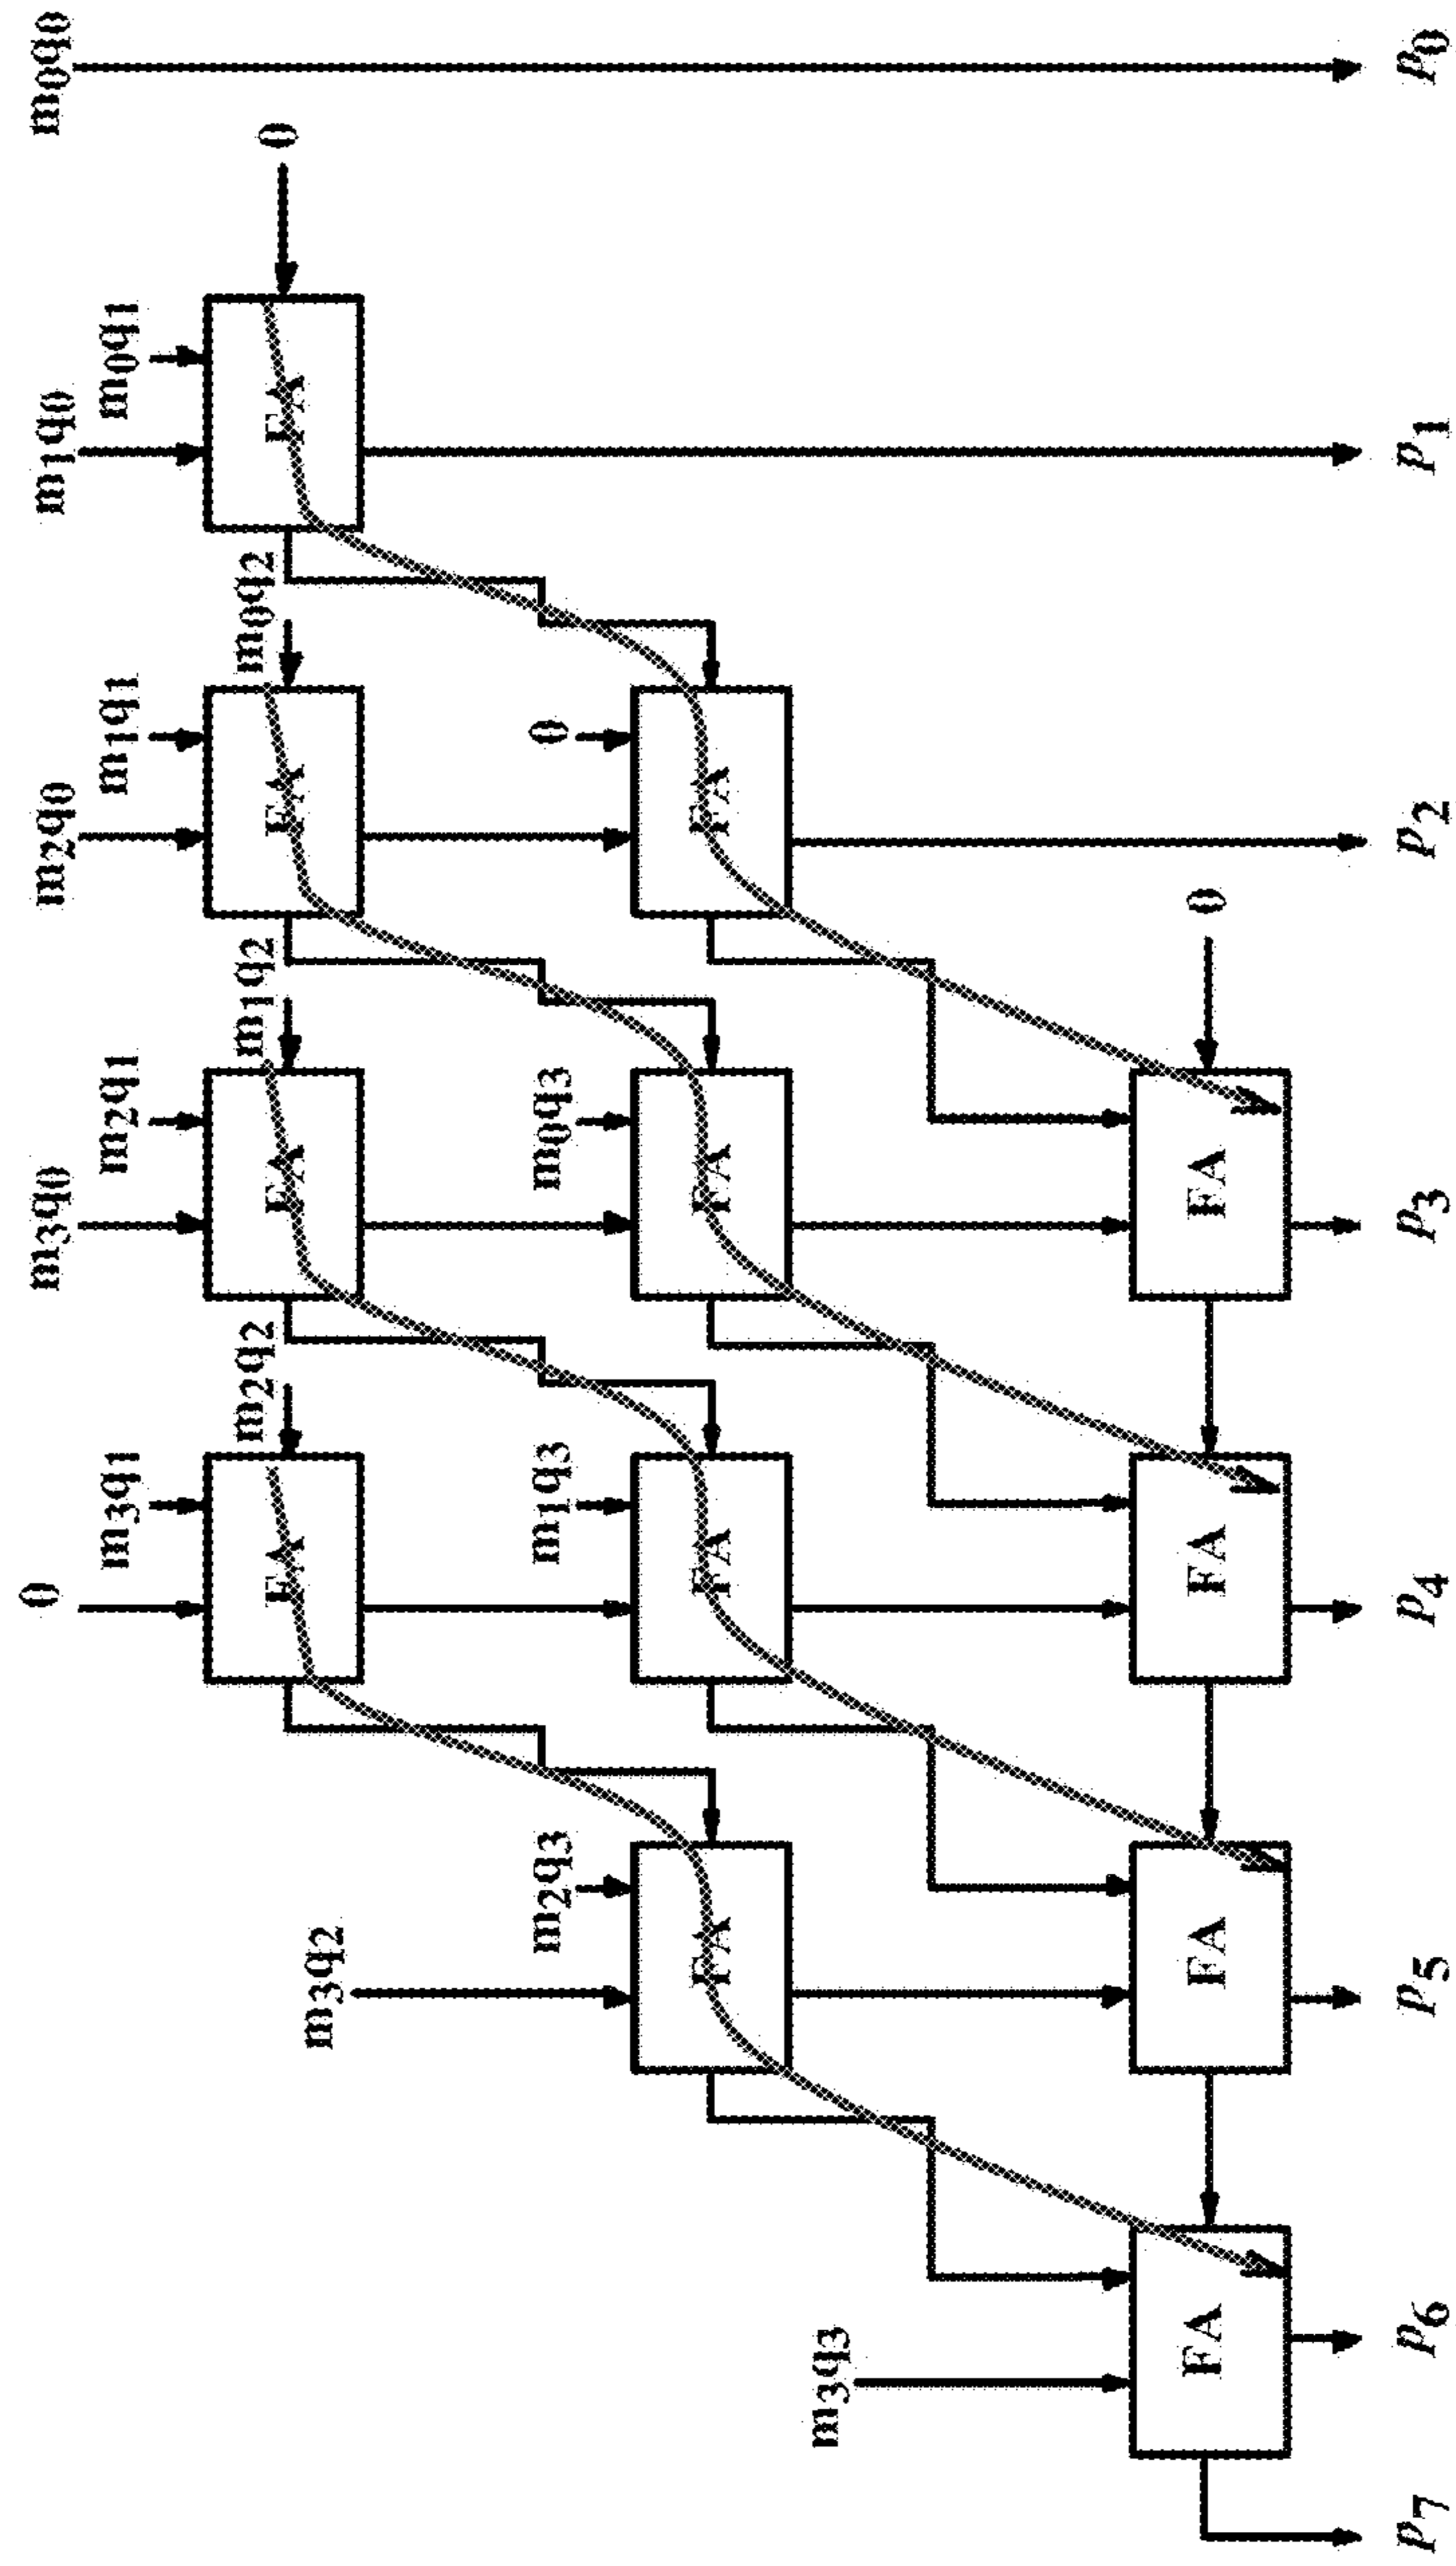 0 m₃q₀ m₂q₀ m₁q₀ m₀q₀
m₃q₁ m₂q₁ m₁q₁ m₀q₁
m₂q₂ m₁q₂ m₀q₂
FA FA FA FA 0
m₃q₂
m₂q₃ m₁q₃ m₀q₃ 0
FA FA FA FA
m₃q₃
FA FA FA FA 0
p₇ p₆ p₅ p₄ p₃ p₂ p₁ p₀